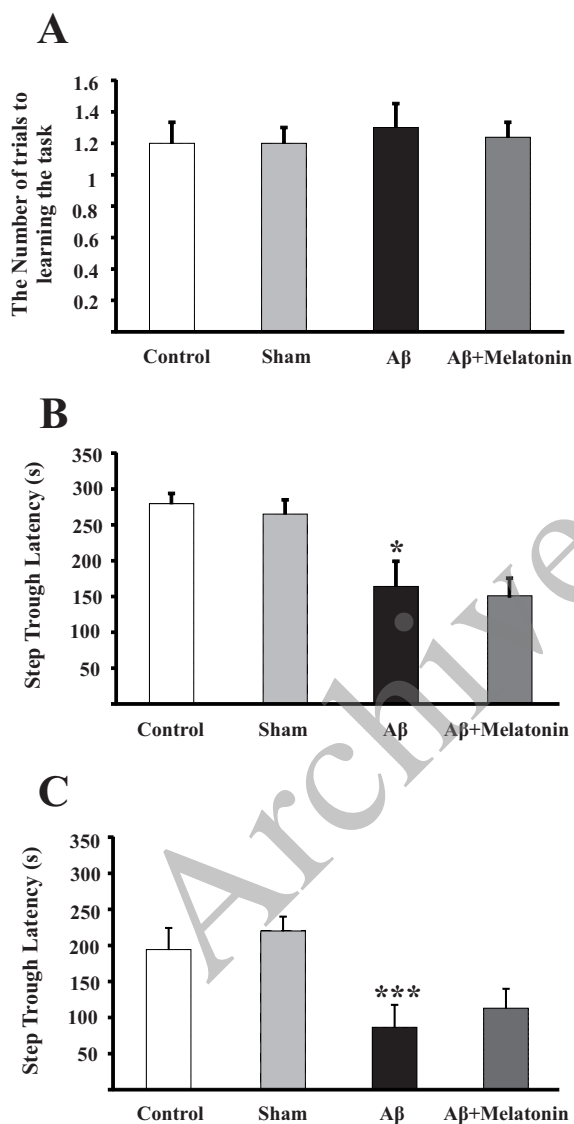 A
The Number of trials to
learning the task
1.6
1.4
1.2
1
0.8
0.6
0.4
0.2
Control Sham Aβ Aβ+Melatonin
B
Step Trough Latency (s)
350
300
250
200
150
100
50
*
Control Sham Aβ Aβ+Melatonin
C
Step Trough Latency (s)
350
300
250
200
150
100
50
***
Control Sham Aβ Aβ+Melatonin
Archive